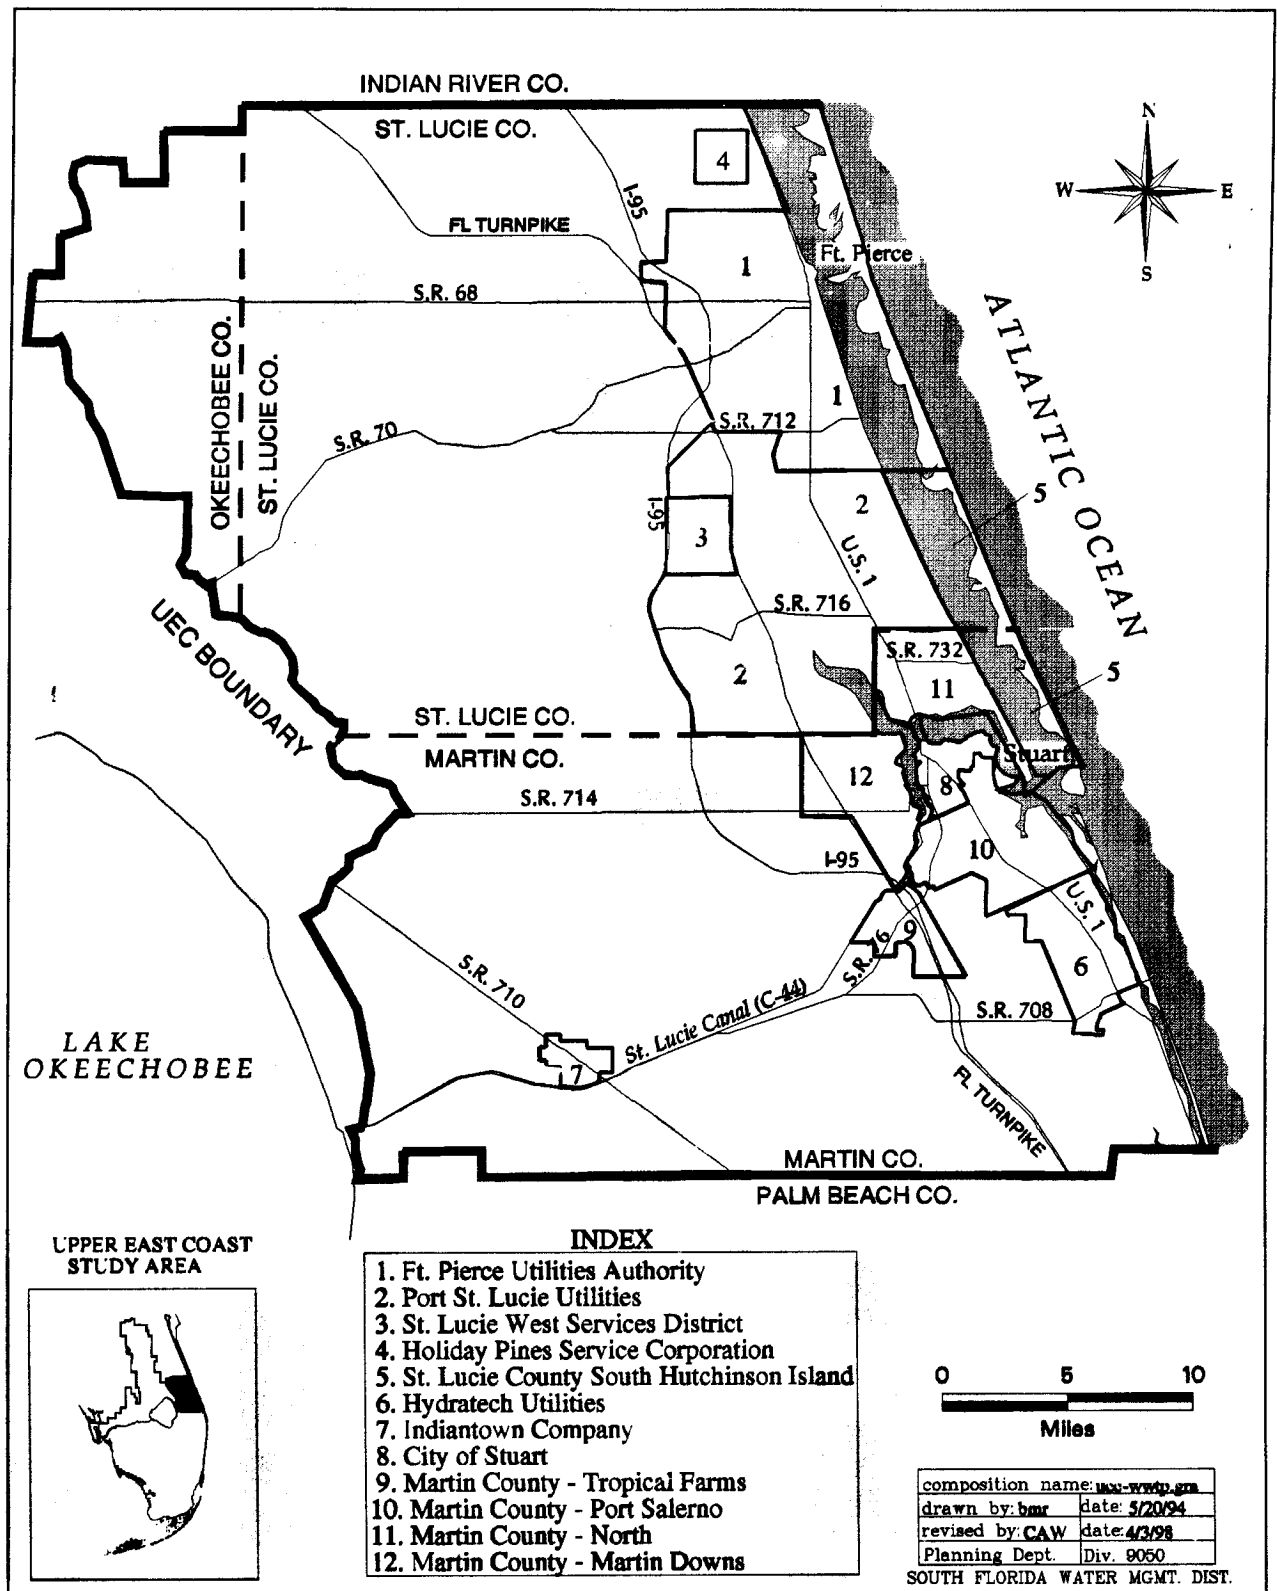 INDIAN RIVER CO.
ST. LUCIE CO.
N
W
E
S
4
I-95
FL TURNPIKE
1
Ft. Pierce
S.R. 68
ATLANTIC OCEAN
OKEECHOBEE CO.
ST. LUCIE CO.
S.R. 70
1
S.R. 712
5
2
I-95
3
U.S. 1
S.R. 716
UEC BOUNDARY
S.R. 732
2
11
5
ST. LUCIE CO.
MARTIN CO.
Stuart
12
8
S.R. 714
I-95
10
U.S. 1
9
S.R. 76
6
S.R. 710
St. Lucie Canal (C-44)
S.R. 708
LAKE
OKEECHOBEE
7
FL TURNPIKE
MARTIN CO.
PALM BEACH CO.
UPPER EAST COAST
STUDY AREA
INDEX
1. Ft. Pierce Utilities Authority
2. Port St. Lucie Utilities
3. St. Lucie West Services District
4. Holiday Pines Service Corporation
5. St. Lucie County South Hutchinson Island
6. Hydratech Utilities
7. Indiantown Company
8. City of Stuart
9. Martin County - Tropical Farms
10. Martin County - Port Salerno
11. Martin County - North
12. Martin County - Martin Downs
0 5 10
Miles
composition name:
drawn by: bmr date: 5/20/94
revised by: CAW date: 4/3/98
Planning Dept. Div. 9050
SOUTH FLORIDA WATER MGMT. DIST.